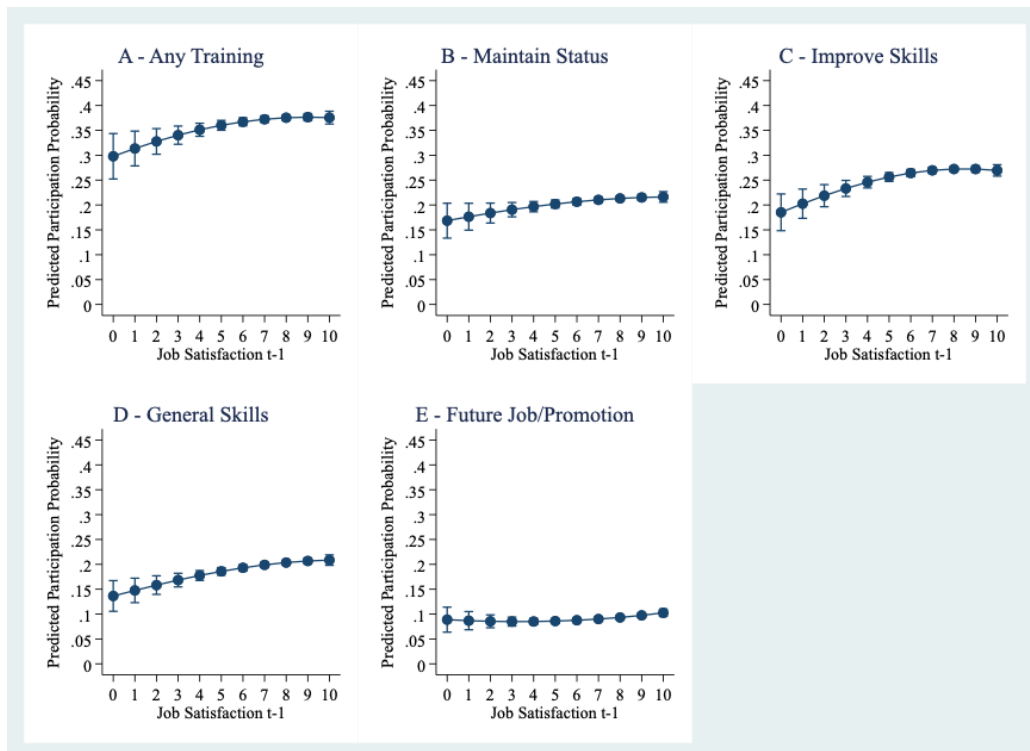 A - Any Training
Predicted Participation Probability
.45
.4
.35
.3
.25
.2
.15
.1
.05
0
0 1 2 3 4 5 6 7 8 9 10
Job Satisfaction t-1
B - Maintain Status
Predicted Participation Probability
.45
.4
.35
.3
.25
.2
.15
.1
.05
0
0 1 2 3 4 5 6 7 8 9 10
Job Satisfaction t-1
C - Improve Skills
Predicted Participation Probability
.45
.4
.35
.3
.25
.2
.15
.1
.05
0
0 1 2 3 4 5 6 7 8 9 10
Job Satisfaction t-1
D - General Skills
Predicted Participation Probability
.45
.4
.35
.3
.25
.2
.15
.1
.05
0
0 1 2 3 4 5 6 7 8 9 10
Job Satisfaction t-1
E - Future Job/Promotion
Predicted Participation Probability
.45
.4
.35
.3
.25
.2
.15
.1
.05
0
0 1 2 3 4 5 6 7 8 9 10
Job Satisfaction t-1